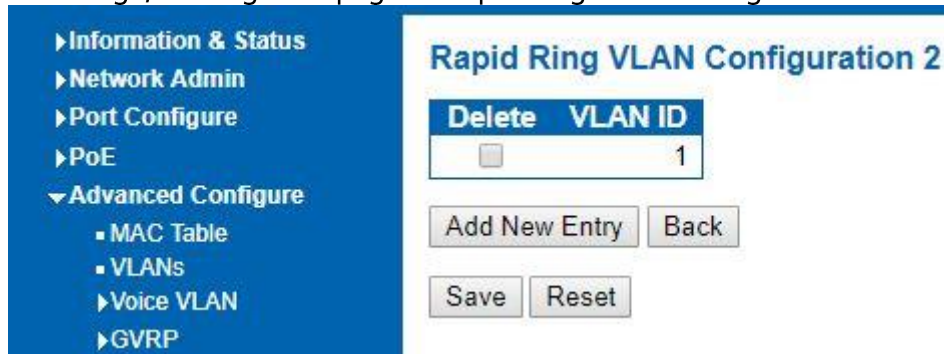 Information & Status
Network Admin
Port Configure
PoE
Advanced Configure
MAC Table
VLANs
Voice VLAN
GVRP
Rapid Ring VLAN Configuration 2
Delete VLAN ID
1
Add New Entry Back
Save Reset